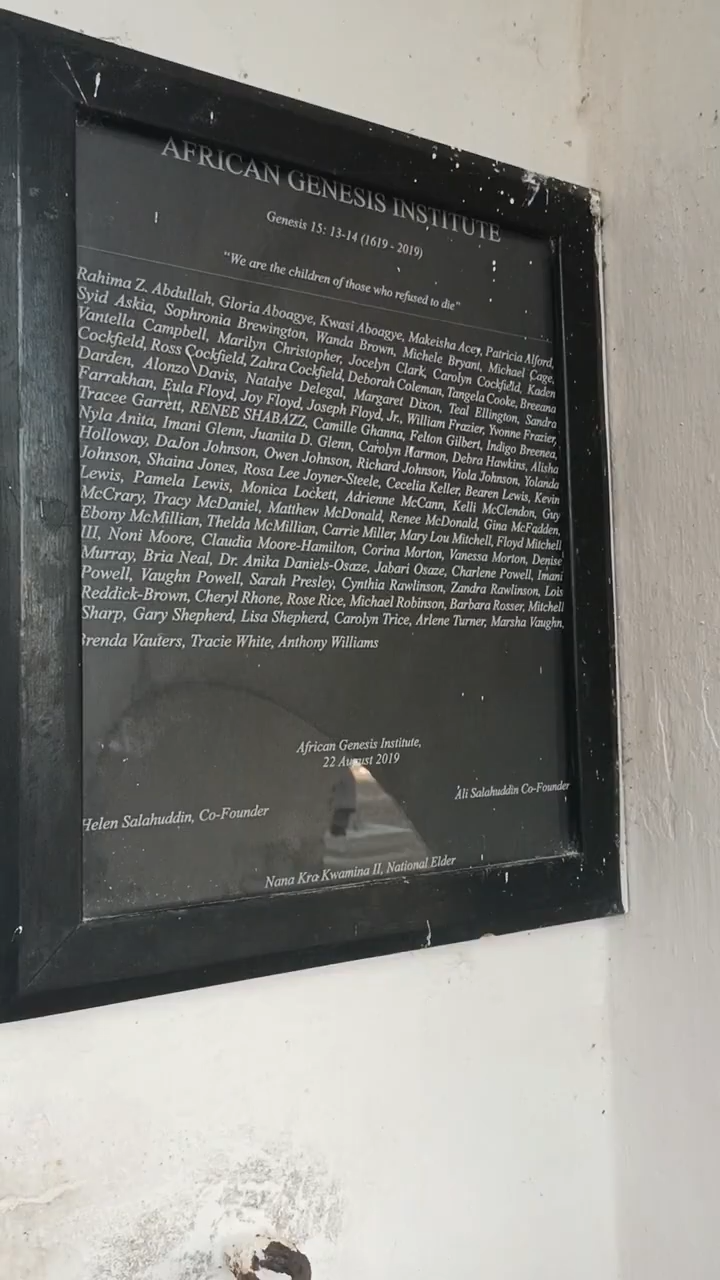 AFRICAN GENESIS INSTITUTE
Genesis 15: 13-14 (1619 - 2019)
"We are the children of those who refused to die"
Rahima Z. Abdullah, Gloria Aboagye, Kwasi Aboagye, Makeisha Acey, Patricia Alford,
Syid Askia, Sophronia Brewington, Wanda Brown, Michele Bryant, Michael Cage,
Vantella Campbell, Marilyn Christopher, Jocelyn Clark, Carolyn Cockfield, Kaden
Cockfield, Ross Cockfield, Zahra Cockfield, Deborah Coleman, Tangela Cooke, Breeana
Darden, Alonzo Davis, Natalye Delegal, Margaret Dixon, Teal Ellington, Sandra
Farrakhan, Eula Floyd, Joy Floyd, Joseph Floyd, Jr., William Frazier, Yvonne Frazier,
Tracee Garrett, RENEE SHABAZZ, Camille Ghanna, Felton Gilbert, Indigo Breenea,
Nyla Anita, Imani Glenn, Juanita D. Glenn, Carolyn Harmon, Debra Hawkins, Alisha
Holloway, DaJon Johnson, Owen Johnson, Richard Johnson, Viola Johnson, Yolanda
Johnson, Shaina Jones, Rosa Lee Joyner-Steele, Cecelia Keller, Bearen Lewis, Kevin
Lewis, Pamela Lewis, Monica Lockett, Adrienne McCann, Kelli McClendon, Guy
McCrary, Tracy McDaniel, Matthew McDonald, Renee McDonald, Gina McFadden,
Ebony McMillian, Thelda McMillian, Carrie Miller, Mary Lou Mitchell, Floyd Mitchell
III, Noni Moore, Claudia Moore-Hamilton, Corina Morton, Vanessa Morton, Denise
Murray, Bria Neal, Dr. Anika Daniels-Osaze, Jabari Osaze, Charlene Powell, Imani
Powell, Vaughn Powell, Sarah Presley, Cynthia Rawlinson, Zandra Rawlinson, Lois
Reddick-Brown, Cheryl Rhone, Rose Rice, Michael Robinson, Barbara Rosser, Mitchell
Sharp, Gary Shepherd, Lisa Shepherd, Carolyn Trice, Arlene Turner, Marsha Vaughn,
Brenda Vauters, Tracie White, Anthony Williams
African Genesis Institute,
22 August 2019
Ali Salahuddin Co-Founder
Helen Salahuddin, Co-Founder
Nana Kra Kwamina II, National Elder